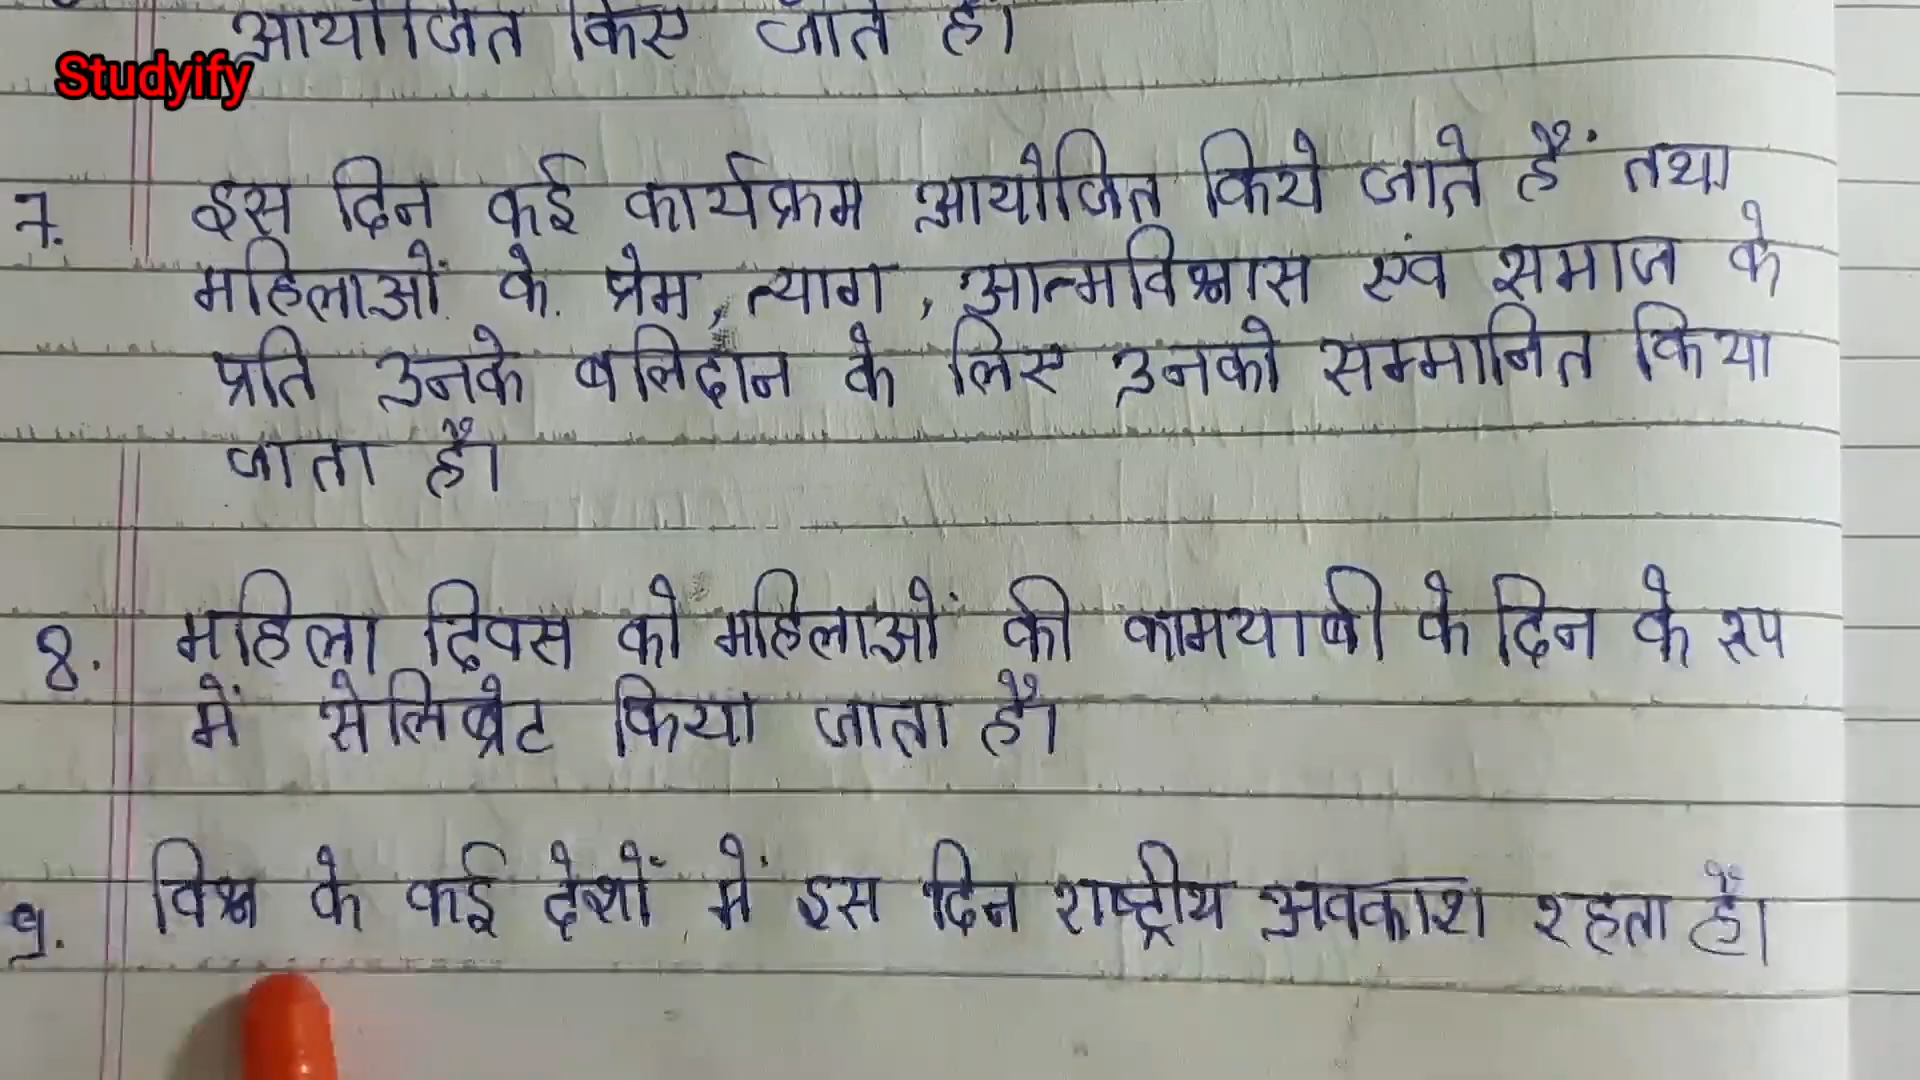 आयोजित किए जाते हैं।
Studyify
7. इस दिन कई कार्यक्रम आयोजित किये जाते हैं तथा
महिलाओं के प्रेम, त्याग, आत्मविश्वास एवं समाज के
प्रति उनके बलिदान के लिए उनको सम्मानित किया
जाता है।
8. महिला दिवस को महिलाओं की कामयाबी के दिन के रूप
में सेलिब्रेट किया जाता है।
9. विश्व के कई देशों में इस दिन राष्ट्रीय अवकाश रहता है।